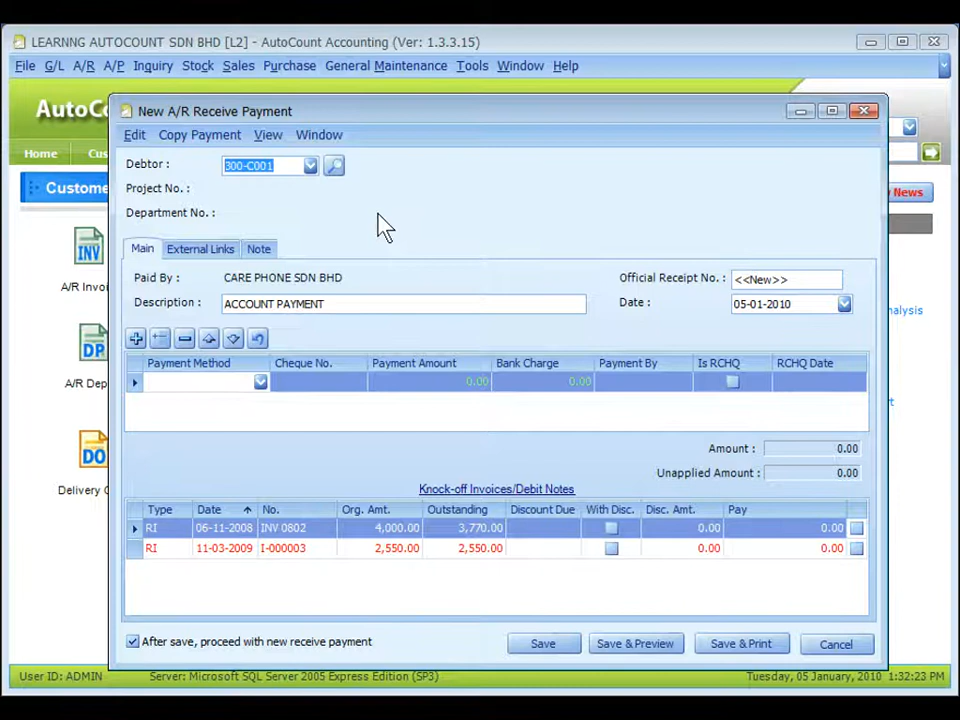 LEARNNG AUTOCOUNT SDN BHD [L2] - AutoCount Accounting (Ver: 1.3.3.15)
File G/L A/R A/P Inquiry Stock Sales Purchase General Maintenance Tools Window Help
New A/R Receive Payment
Home
News
Edit Copy Payment View Window
Debtor : 300-C001
Project No. :
Department No. :
Main External Links Note
Paid By : CARE PHONE SDN BHD Official Receipt No. : <<New>>
Description : ACCOUNT PAYMENT Date : 05-01-2010
Payment Method Cheque No. Payment Amount Bank Charge Payment By Is RCHQ RCHQ Date
0.00 0.00
Amount : 0.00
Unapplied Amount : 0.00
Knock-off Invoices/Debit Notes
Type Date No. Org. Amt. Outstanding Discount Due With Disc. Disc. Amt. Pay
RI 06-11-2008 INV 0802 4,000.00 3,770.00 0.00 0.00
RI 11-03-2009 I-000003 2,550.00 2,550.00 0.00 0.00
After save, proceed with new receive payment Save Save & Preview Save & Print Cancel
INV
A/R Invoi
DP
A/R Dep
DO
Delivery
User ID: ADMIN Server: Microsoft SQL Server 2005 Express Edition (SP3) Tuesday, 05 January, 2010 1:32:23 PM